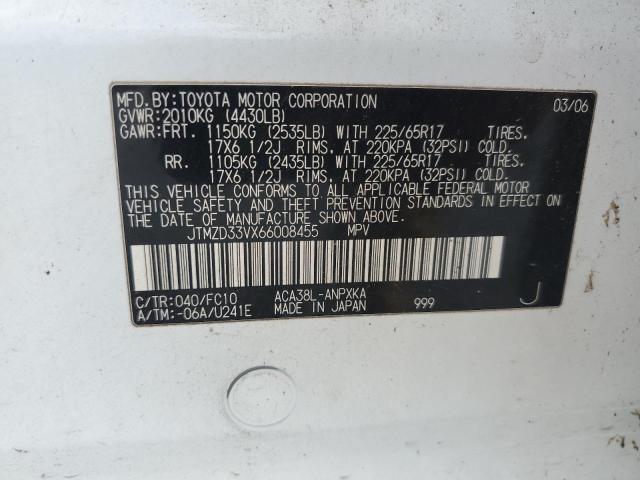 MFD. BY: TOYOTA MOTOR CORPORATION 03/06
GVWR: 2010KG (4430LB)
GAWR: FRT. 1150KG (2535LB) WITH 225/65R17 TIRES.
17X6 1/2J RIMS. AT 220KPA (32PSI) COLD.
RR. 1105KG (2435LB) WITH 225/65R17 TIRES.
17X6 1/2J RIMS. AT 220KPA (32PSI) COLD.
THIS VEHICLE CONFORMS TO ALL APPLICABLE FEDERAL MOTOR
VEHICLE SAFETY AND THEFT PREVENTION STANDARDS IN EFFECT ON
THE DATE OF MANUFACTURE SHOWN ABOVE.
JTMZD33VX66008455 MPV
C/TR: 040/FC10 ACA38L-ANPXKA
A/TM: -06A/U241E MADE IN JAPAN 999 J